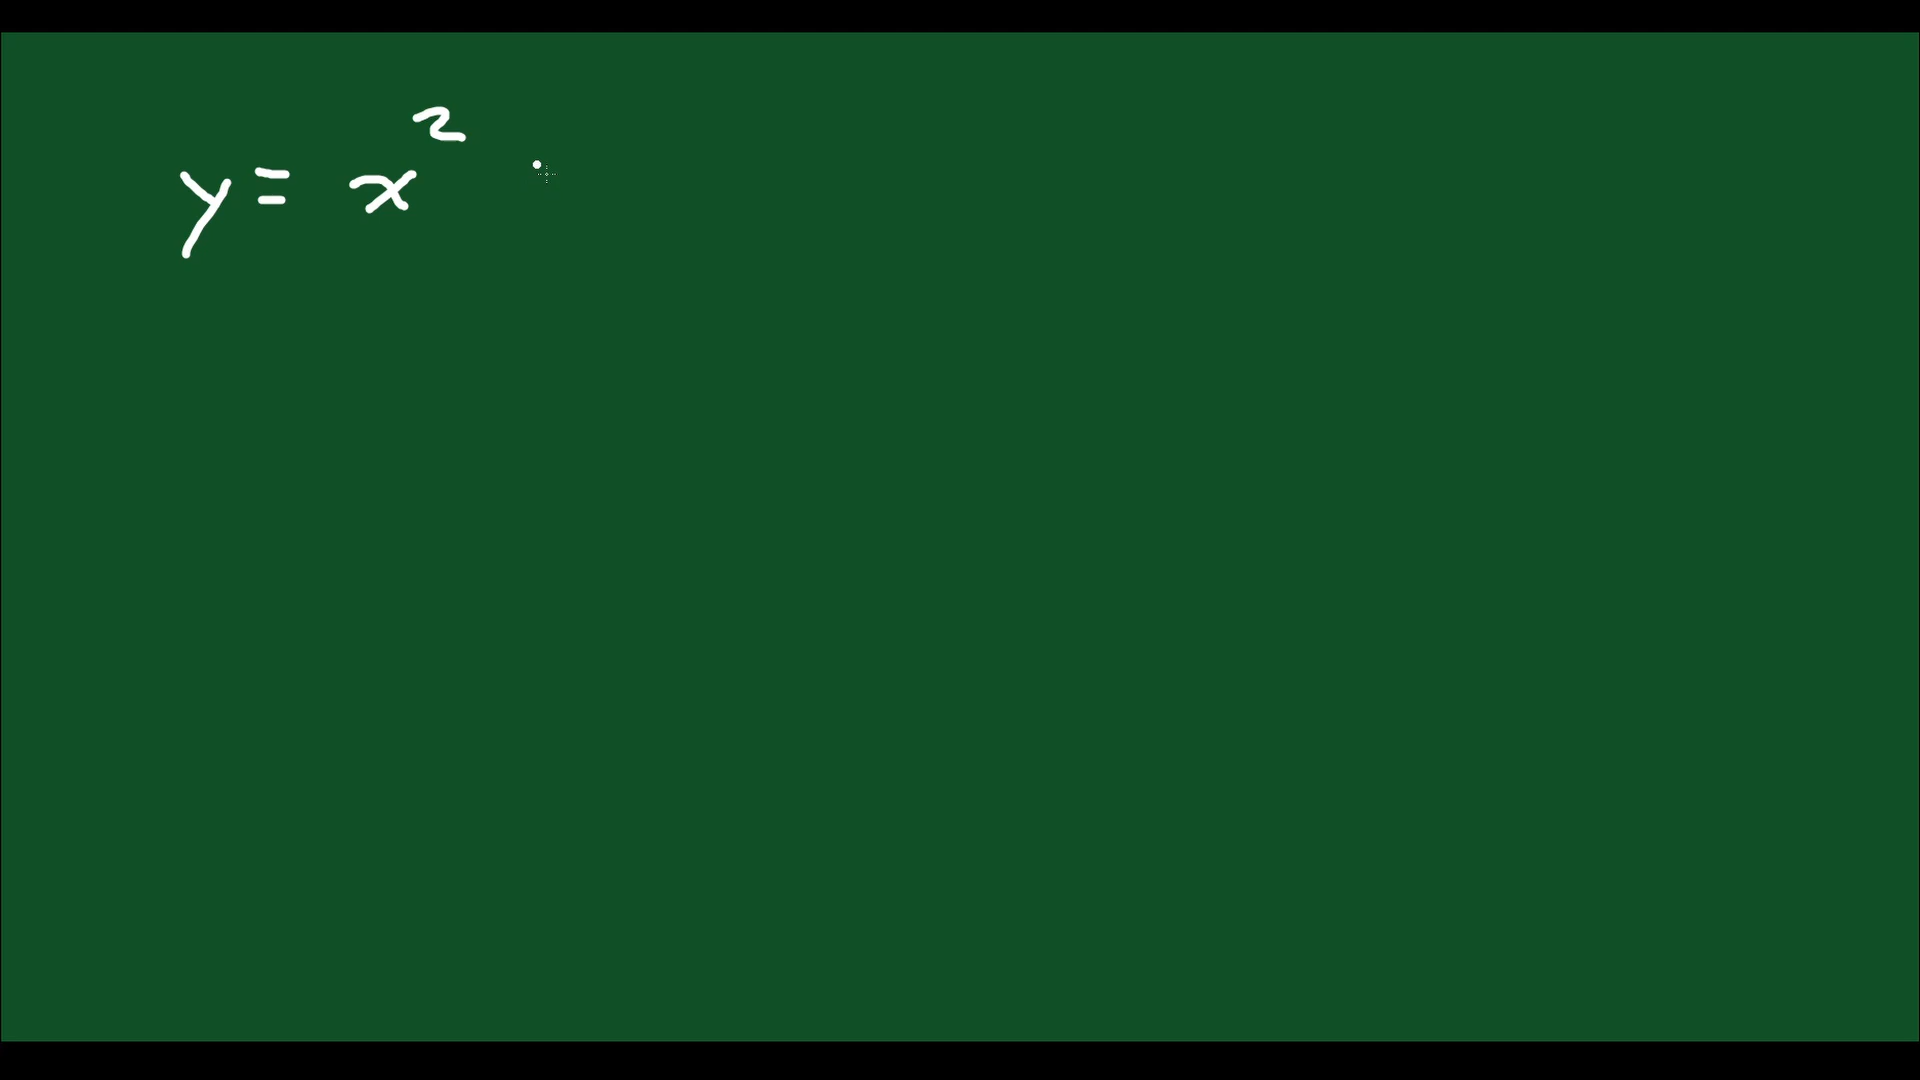 y = x²